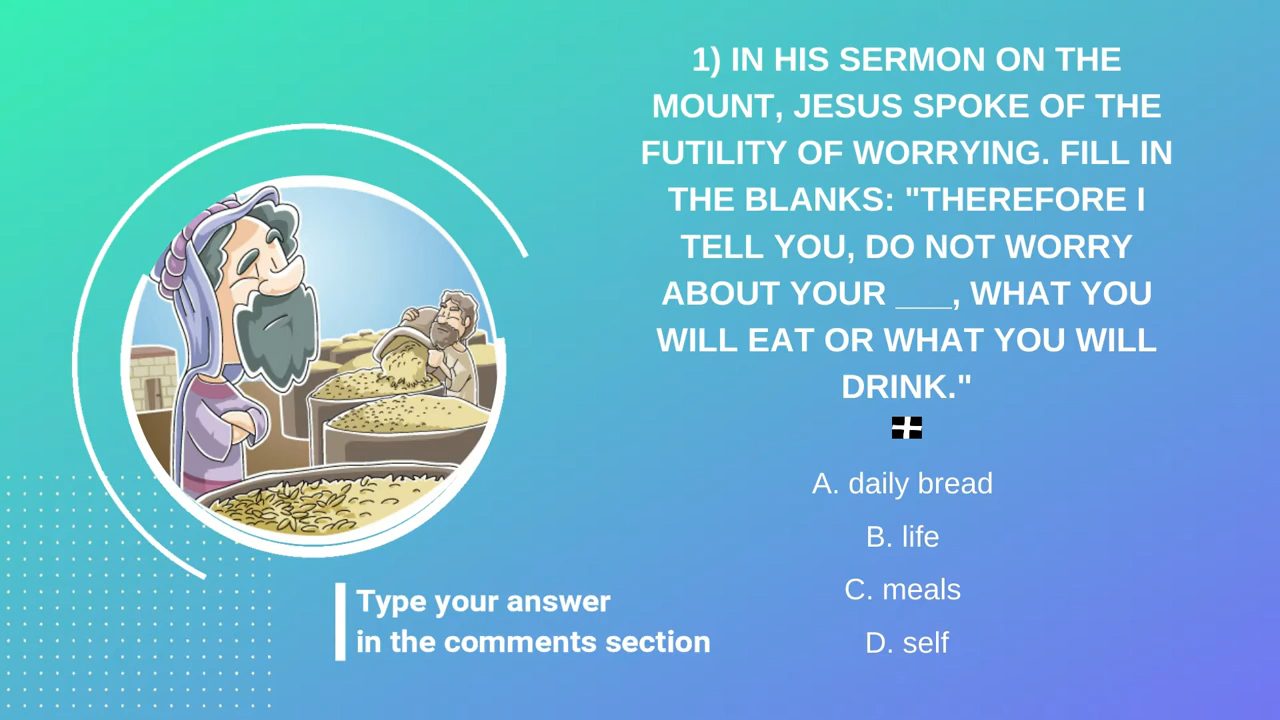 1) IN HIS SERMON ON THE
MOUNT, JESUS SPOKE OF THE
FUTILITY OF WORRYING. FILL IN
THE BLANKS: "THEREFORE I
TELL YOU, DO NOT WORRY
ABOUT YOUR ___, WHAT YOU
WILL EAT OR WHAT YOU WILL
DRINK."
A. daily bread
B. life
C. meals
D. self
Type your answer
in the comments section